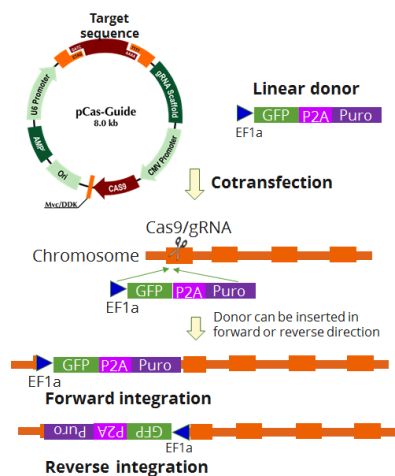 Target
sequence
U6 Promoter
gRNA Scaffold
pCas-Guide
8.0 kb
AMPr
CMV Promoter
Ori
CAS9
Myc/DDK
Linear donor
GFP P2A Puro
EF1a
Cotransfection
Cas9/gRNA
Chromosome
GFP P2A Puro
EF1a
Donor can be inserted in
forward or reverse direction
GFP P2A Puro
EF1a
Forward integration
Puro P2A GFP
EF1a
Reverse integration